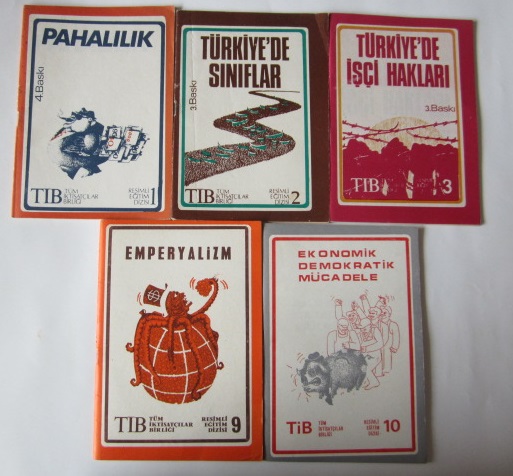 PAHALILIK
4.Baskı
TİB TÜM İKTİSATÇILAR BİRLİĞİ
RESİMLİ EĞİTİM DİZİSİ 1
TÜRKİYE'DE
SINIFLAR
3.Baskı
TİB TÜM İKTİSATÇILAR BİRLİĞİ
RESİMLİ EĞİTİM DİZİSİ 2
TÜRKİYE'DE
İŞÇİ HAKLARI
3.Baskı
TİB
3
EMPERYALİZM
TİB TÜM İKTİSATÇILAR BİRLİĞİ
RESİMLİ EĞİTİM DİZİSİ 9
EKONOMİK
DEMOKRATİK
MÜCADELE
TİB TÜM İKTİSATÇILAR BİRLİĞİ
RESİMLİ EĞİTİM DİZİSİ 10